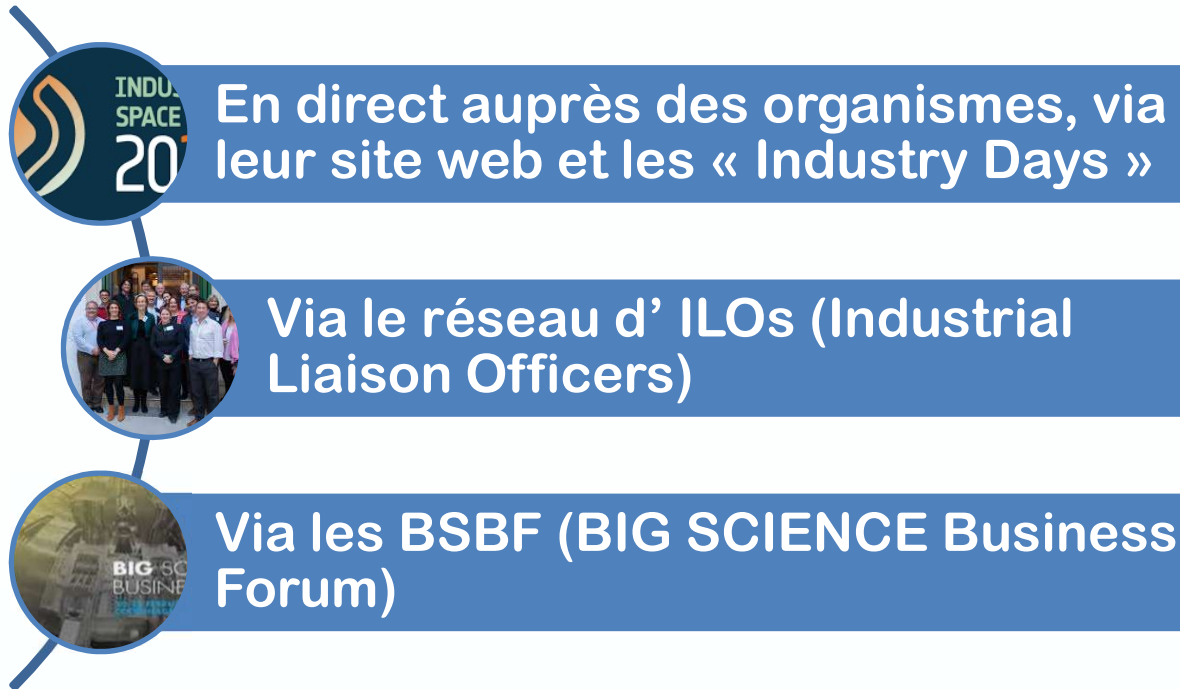 INDUS
SPACE
20
En direct auprès des organismes, via
leur site web et les « Industry Days »
Via le réseau d’ ILOs (Industrial
Liaison Officers)
BIG SC
BUSINE
Via les BSBF (BIG SCIENCE Business
Forum)